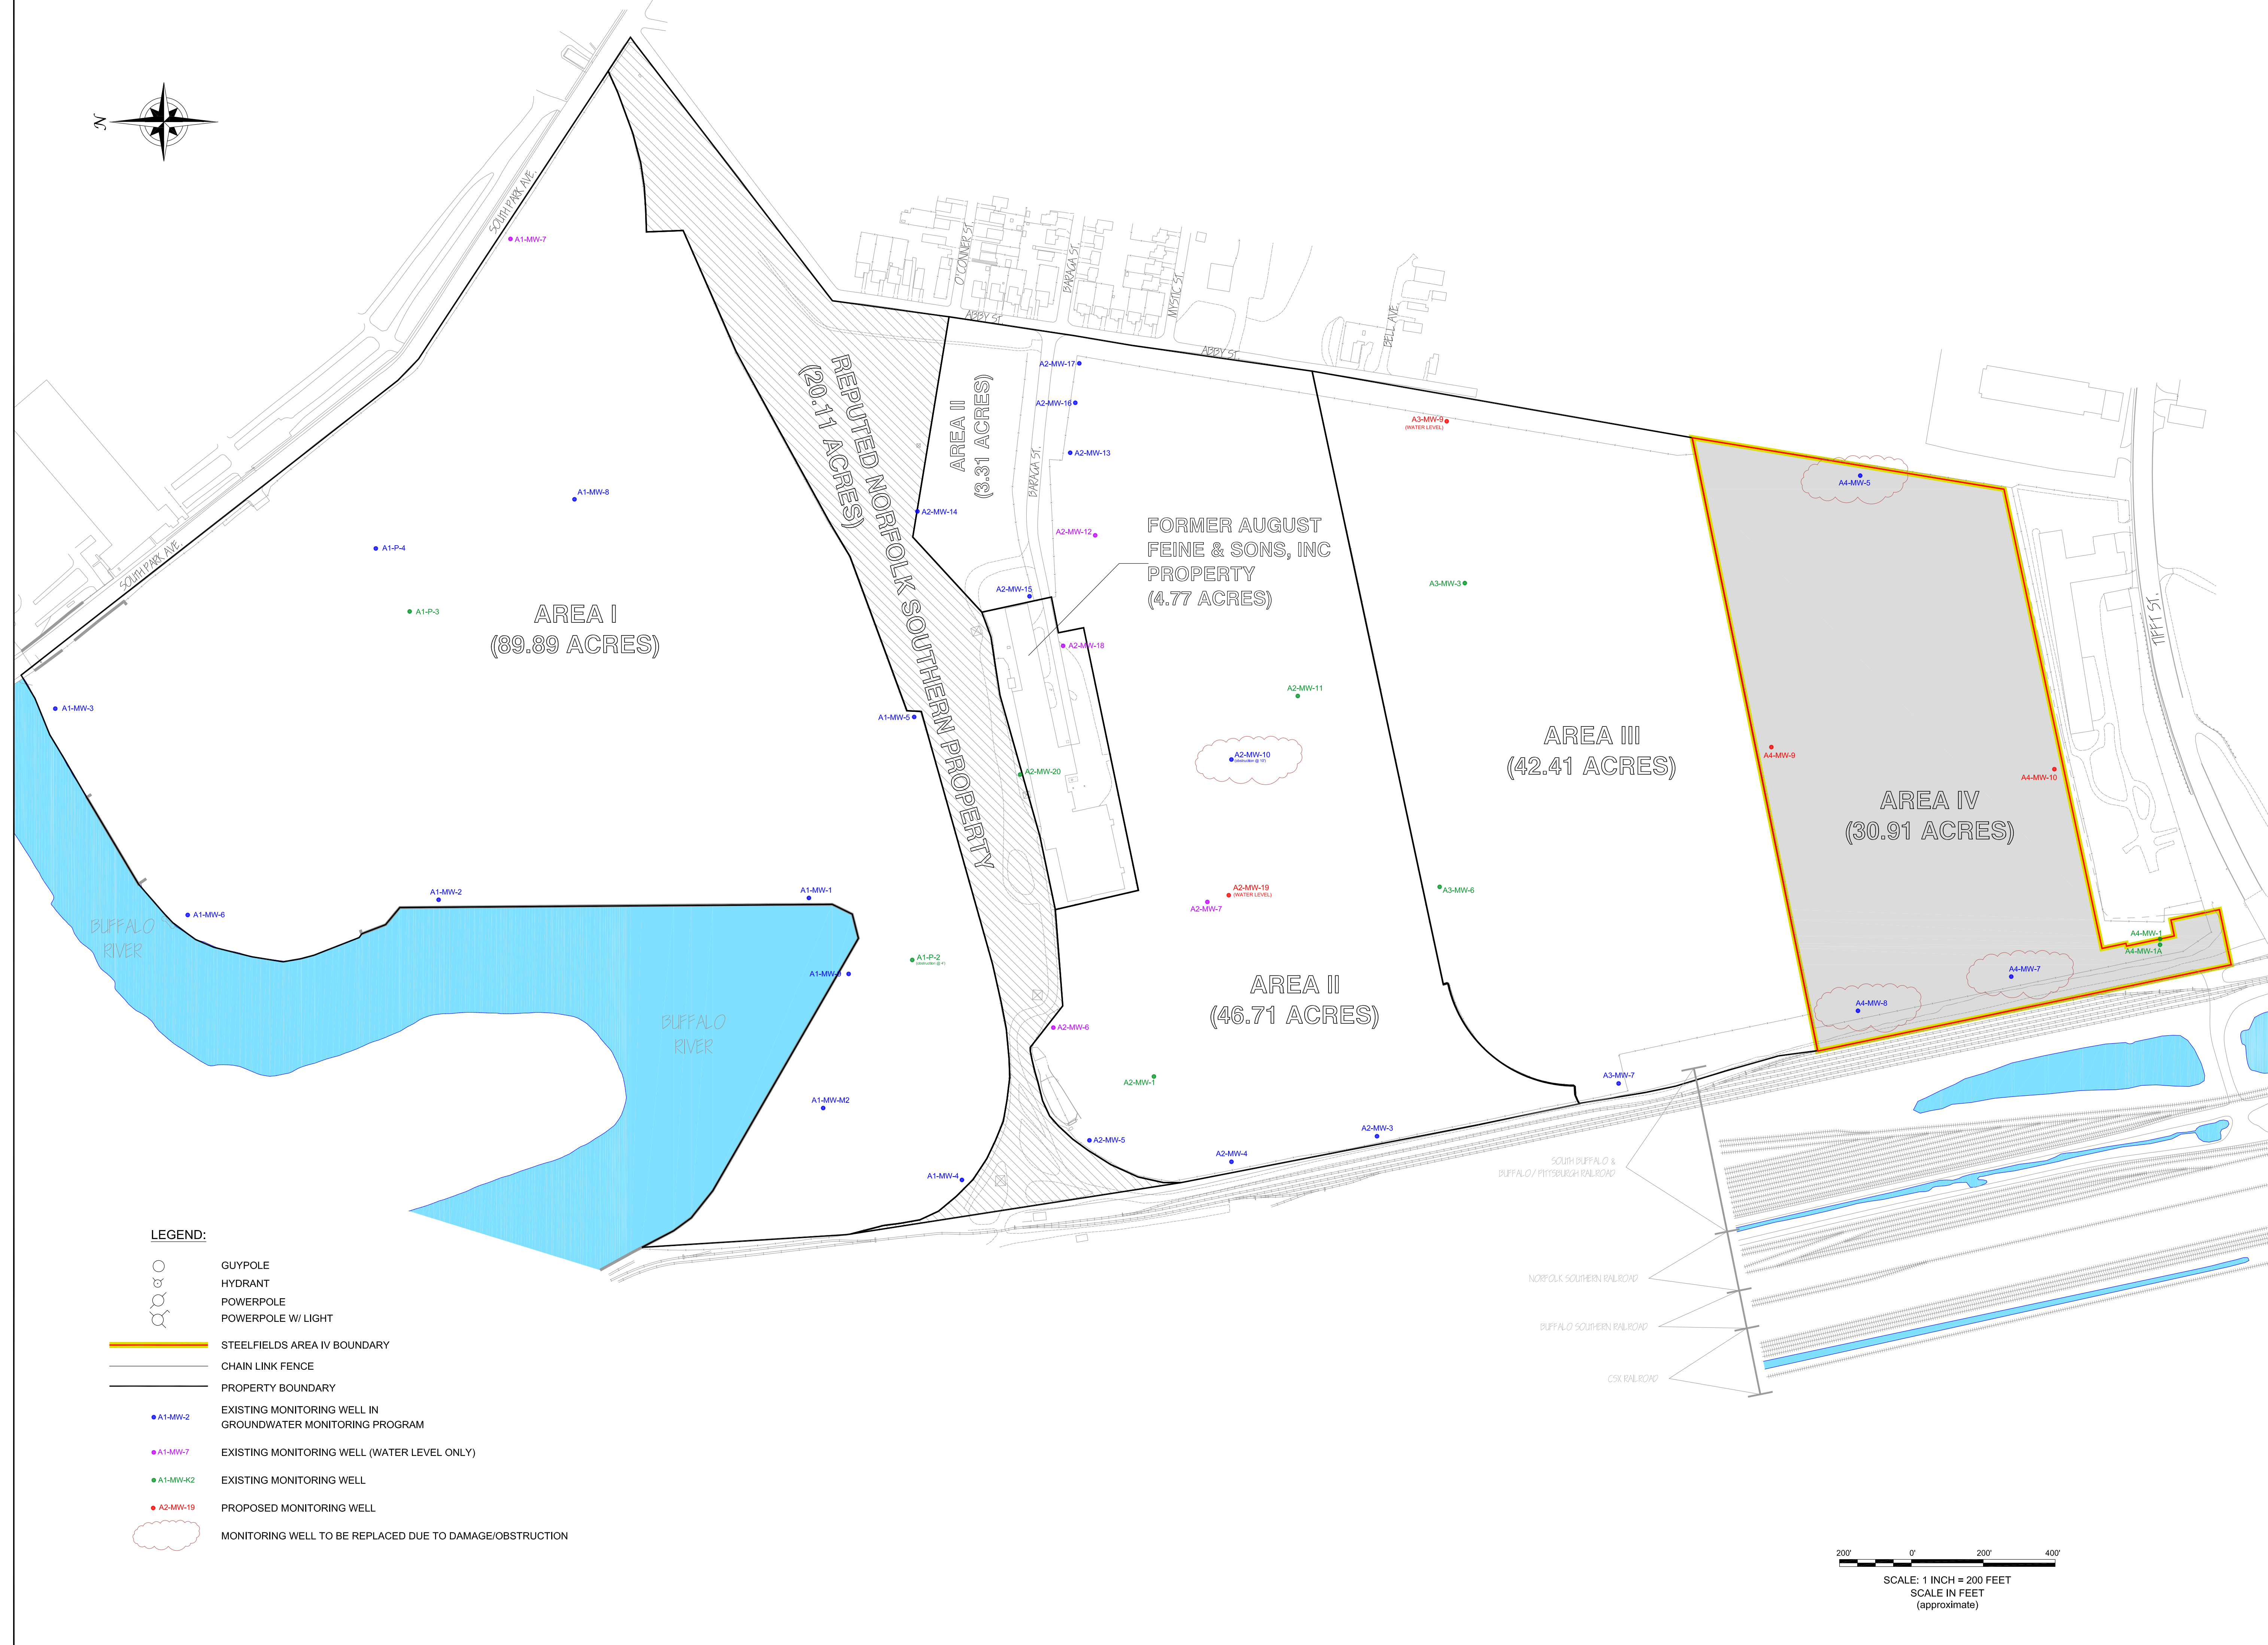 N
SOUTH PARK AVE.
A1-MW-7
O'CONNER ST.
BARAGA ST.
MYSTIC ST.
ABBY ST.
BELL AVE.
ABBY ST.
REPUTED NORFOLK SOUTHERN PROPERTY
(20.11 ACRES)
AREA II
(3.31 ACRES)
BARAGA ST.
A2-MW-17
A2-MW-16
A2-MW-13
A3-MW-9
(WATER LEVEL)
A4-MW-5
A1-MW-8
A2-MW-14
A2-MW-12
FORMER AUGUST
FEINE & SONS, INC
PROPERTY
(4.77 ACRES)
A1-P-4
SOUTH PARK AVE.
A2-MW-15
A3-MW-3
TIFFT ST.
A1-P-3
AREA I
(89.89 ACRES)
A2-MW-18
A2-MW-11
A1-MW-3
A1-MW-5
AREA III
(42.41 ACRES)
A2-MW-10
(obstruction @ 15')
A4-MW-9
A2-MW-20
A4-MW-10
AREA IV
(30.91 ACRES)
A1-MW-2
A1-MW-1
A2-MW-19
(WATER LEVEL)
A3-MW-6
A2-MW-7
A1-MW-6
BUFFALO
RIVER
A4-MW-1
A4-MW-1A
A1-P-2
A1-MW-9
A4-MW-7
AREA II
(46.71 ACRES)
A4-MW-8
BUFFALO
RIVER
A2-MW-6
A3-MW-7
A2-MW-1
A1-MW-M2
A2-MW-3
A2-MW-5
A2-MW-4
SOUTH BUFFALO &
BUFFALO/ PITTSBURGH RAILROAD
A1-MW-4
NORFOLK SOUTHERN RAILROAD
BUFFALO SOUTHERN RAILROAD
CSX RAILROAD
LEGEND:
GUYPOLE
HYDRANT
POWERPOLE
POWERPOLE W/ LIGHT
STEELFIELDS AREA IV BOUNDARY
CHAIN LINK FENCE
PROPERTY BOUNDARY
A1-MW-2 EXISTING MONITORING WELL IN
GROUNDWATER MONITORING PROGRAM
A1-MW-7 EXISTING MONITORING WELL (WATER LEVEL ONLY)
A1-MW-K2 EXISTING MONITORING WELL
A2-MW-19 PROPOSED MONITORING WELL
MONITORING WELL TO BE REPLACED DUE TO DAMAGE/OBSTRUCTION
200' 0' 200' 400'
SCALE: 1 INCH = 200 FEET
SCALE IN FEET
(approximate)